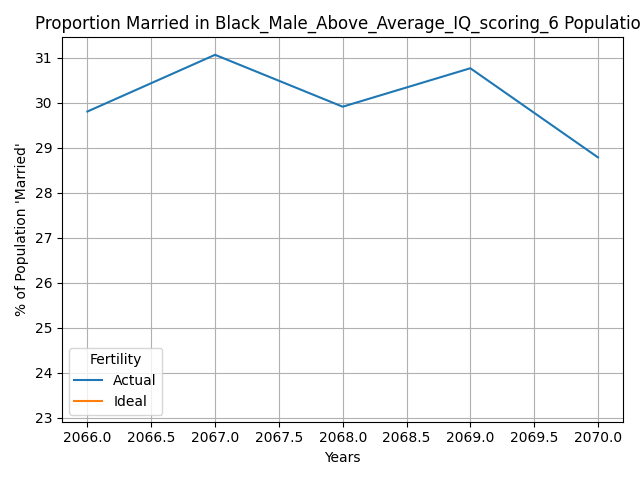 Proportion Married in Black_Male_Above_Average_IQ_scoring_6 Populatio
% of Population 'Married'
31
30
29
28
27
26
25
24
23
Fertility
Actual
Ideal
2066.0 2066.5 2067.0 2067.5 2068.0 2068.5 2069.0 2069.5 2070.0
Years